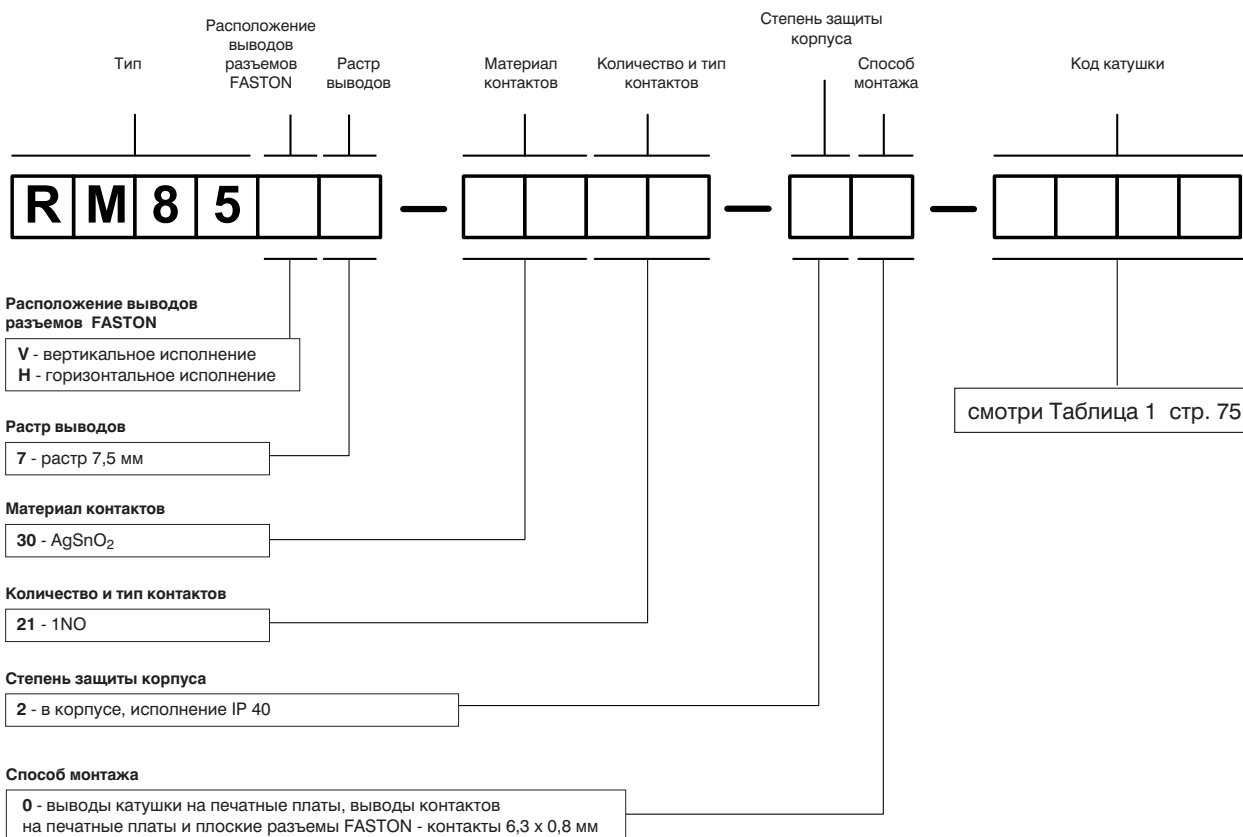 Тип
Расположение
выводов
разъемов
FASTON
Растр
выводов
Материал
контактов
Количество и тип
контактов
Степень защиты
корпуса
Способ
монтажа
Код катушки
RM85 – – –
Расположение выводов
разъемов FASTON
V - вертикальное исполнение
H - горизонтальное исполнение
смотри Таблица 1 стр. 75
Растр выводов
7 - растр 7,5 мм
Материал контактов
30 - AgSnO₂
Количество и тип контактов
21 - 1NO
Степень защиты корпуса
2 - в корпусе, исполнение IP 40
Способ монтажа
0 - выводы катушки на печатные платы, выводы контактов
на печатные платы и плоские разъемы FASTON - контакты 6,3 x 0,8 мм